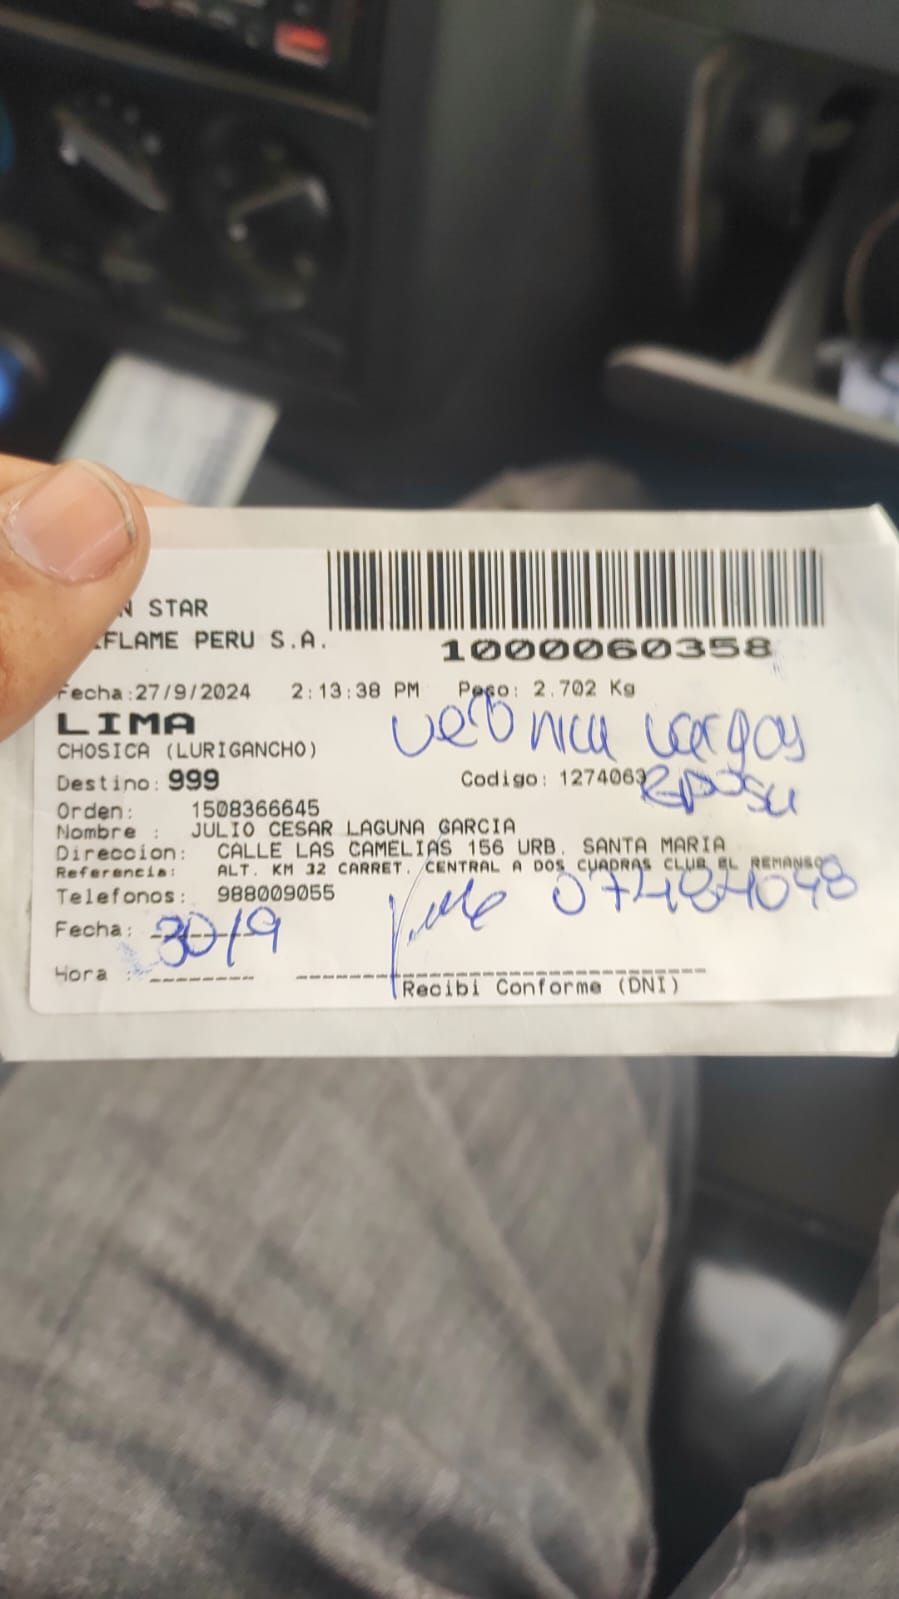 N STAR
FLAME PERU S.A.
1000060358
Fecha:27/9/2024 2:13:38 PM Peso: 2.702 Kg
LIMA
Veronica Vargas
CHOSICA (LURIGANCHO)
Destino: 999 Codigo: 1274063
Esposa
Orden: 1508366645
Nombre : JULIO CESAR LAGUNA GARCIA
Direccion: CALLE LAS CAMELIAS 156 URB. SANTA MARIA
Referencia: ALT. KM 32 CARRET. CENTRAL A DOS CUADRAS CLUB EL REMANSO
Telefonos: 988009055
07484048
Fecha: 30/9
Hora :
Recibi Conforme (DNI)